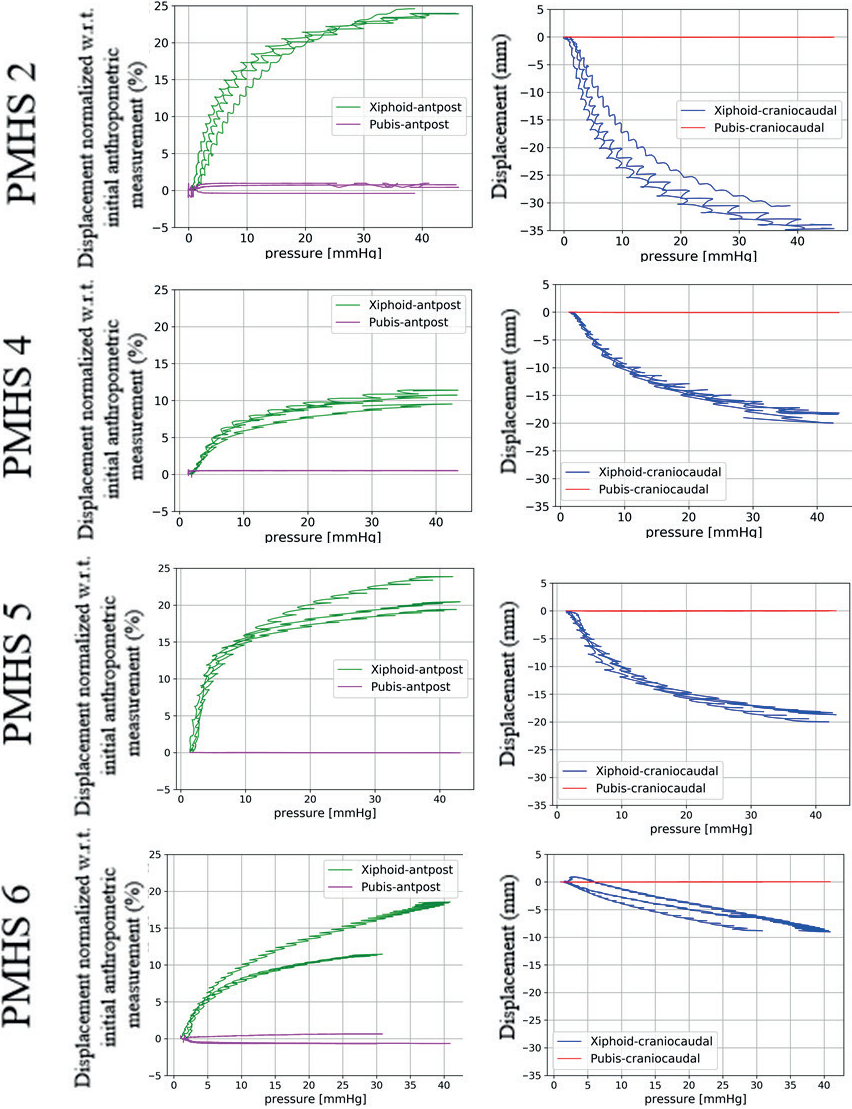 PMHS 2
Displacement normalized w.r.t.
initial anthropometric
measurement (%)
25
20
15
10
5
0
−5
Xiphoid-antpost
Pubis-antpost
0 10 20 30 40
pressure [mmHg]
Displacement (mm)
5
0
−5
−10
−15
−20
−25
−30
−35
Xiphoid-craniocaudal
Pubis-craniocaudal
0 10 20 30 40
pressure [mmHg]
PMHS 4
Displacement normalized w.r.t.
initial anthropometric
measurement (%)
25
20
15
10
5
0
−5
Xiphoid-antpost
Pubis-antpost
0 10 20 30 40
pressure [mmHg]
Displacement (mm)
5
0
−5
−10
−15
−20
−25
−30
−35
Xiphoid-craniocaudal
Pubis-craniocaudal
0 10 20 30 40
pressure [mmHg]
PMHS 5
Displacement normalized w.r.t.
initial anthropometric
measurement (%)
25
20
15
10
5
0
−5
Xiphoid-antpost
Pubis-antpost
0 10 20 30 40
pressure [mmHg]
Displacement (mm)
5
0
−5
−10
−15
−20
−25
−30
−35
Xiphoid-craniocaudal
Pubis-craniocaudal
0 10 20 30 40
pressure [mmHg]
PMHS 6
Displacement normalized w.r.t.
initial anthropometric
measurement (%)
25
20
15
10
5
0
−5
Xiphoid-antpost
Pubis-antpost
0 5 10 15 20 25 30 35 40
pressure [mmHg]
Displacement (mm)
5
0
−5
−10
−15
−20
−25
−30
−35
Xiphoid-craniocaudal
Pubis-craniocaudal
0 5 10 15 20 25 30 35 40
pressure [mmHg]